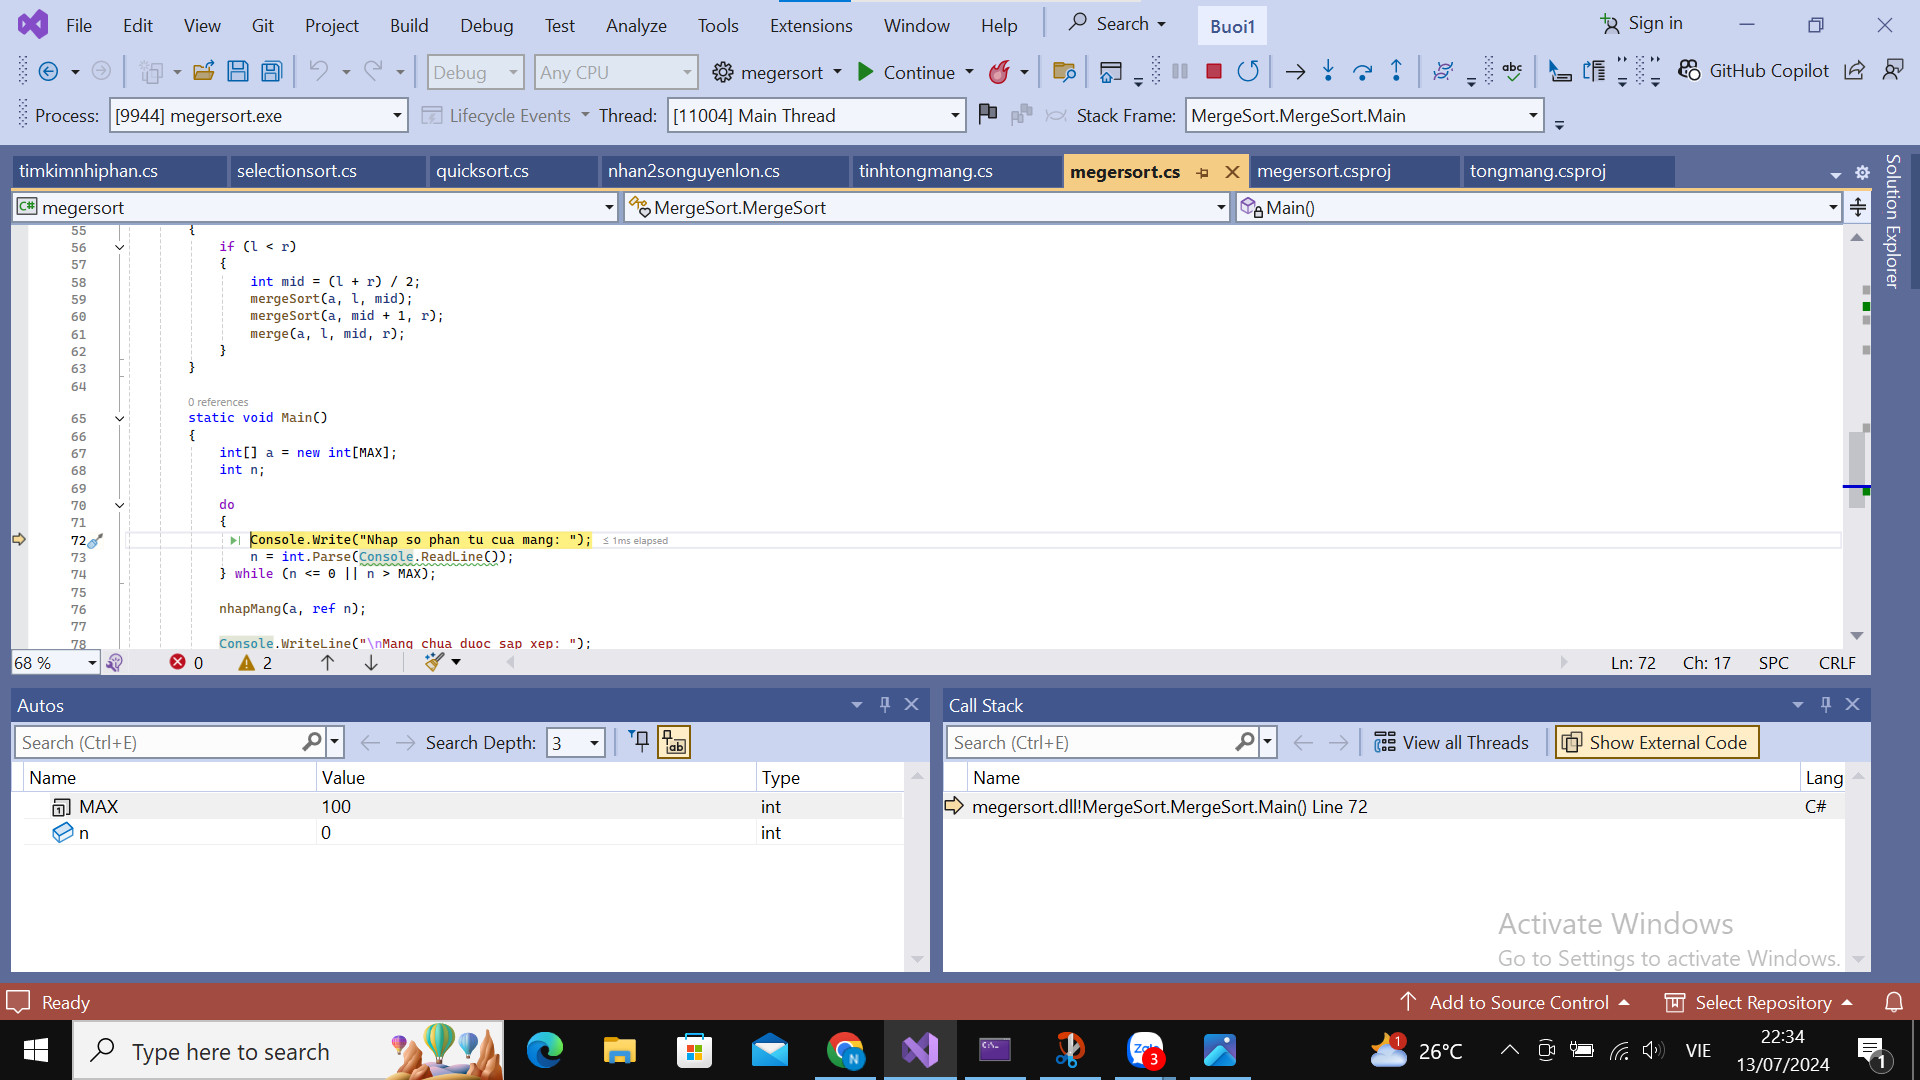 File Edit View Git Project Build Debug Test Analyze Tools Extensions Window Help Search Buoi1 Sign in
Debug Any CPU megersort Continue abc GitHub Copilot
Process: [9944] megersort.exe Lifecycle Events Thread: [11004] Main Thread Stack Frame: MergeSort.MergeSort.Main
timkimnhiphan.cs selectionsort.cs quicksort.cs nhan2songuyenlon.cs tinhtongmang.cs megersort.cs megersort.csproj tongmang.csproj
Solution Explorer
C# megersort MergeSort.MergeSort Main()
55 {
56 if (l < r)
57 {
58 int mid = (l + r) / 2;
59 mergeSort(a, l, mid);
60 mergeSort(a, mid + 1, r);
61 merge(a, l, mid, r);
62 }
63 }
64
0 references
65 static void Main()
66 {
67 int[] a = new int[MAX];
68 int n;
69
70 do
71 {
72 Console.Write("Nhap so phan tu cua mang: "); ≤ 1ms elapsed
73 n = int.Parse(Console.ReadLine());
74 } while (n <= 0 || n > MAX);
75
76 nhapMang(a, ref n);
77
78 Console.WriteLine("\nMang chua duoc sap xep: ");
68 % 0 2 Ln: 72 Ch: 17 SPC CRLF
Autos
Search (Ctrl+E) Search Depth: 3
Name Value Type
MAX 100 int
n 0 int
Call Stack
Search (Ctrl+E) View all Threads Show External Code
Name Lang
megersort.dll!MergeSort.MergeSort.Main() Line 72 C#
Activate Windows
Go to Settings to activate Windows.
Ready Add to Source Control Select Repository
Type here to search N Zalo 3 1 26°C VIE 22:34
13/07/2024 1